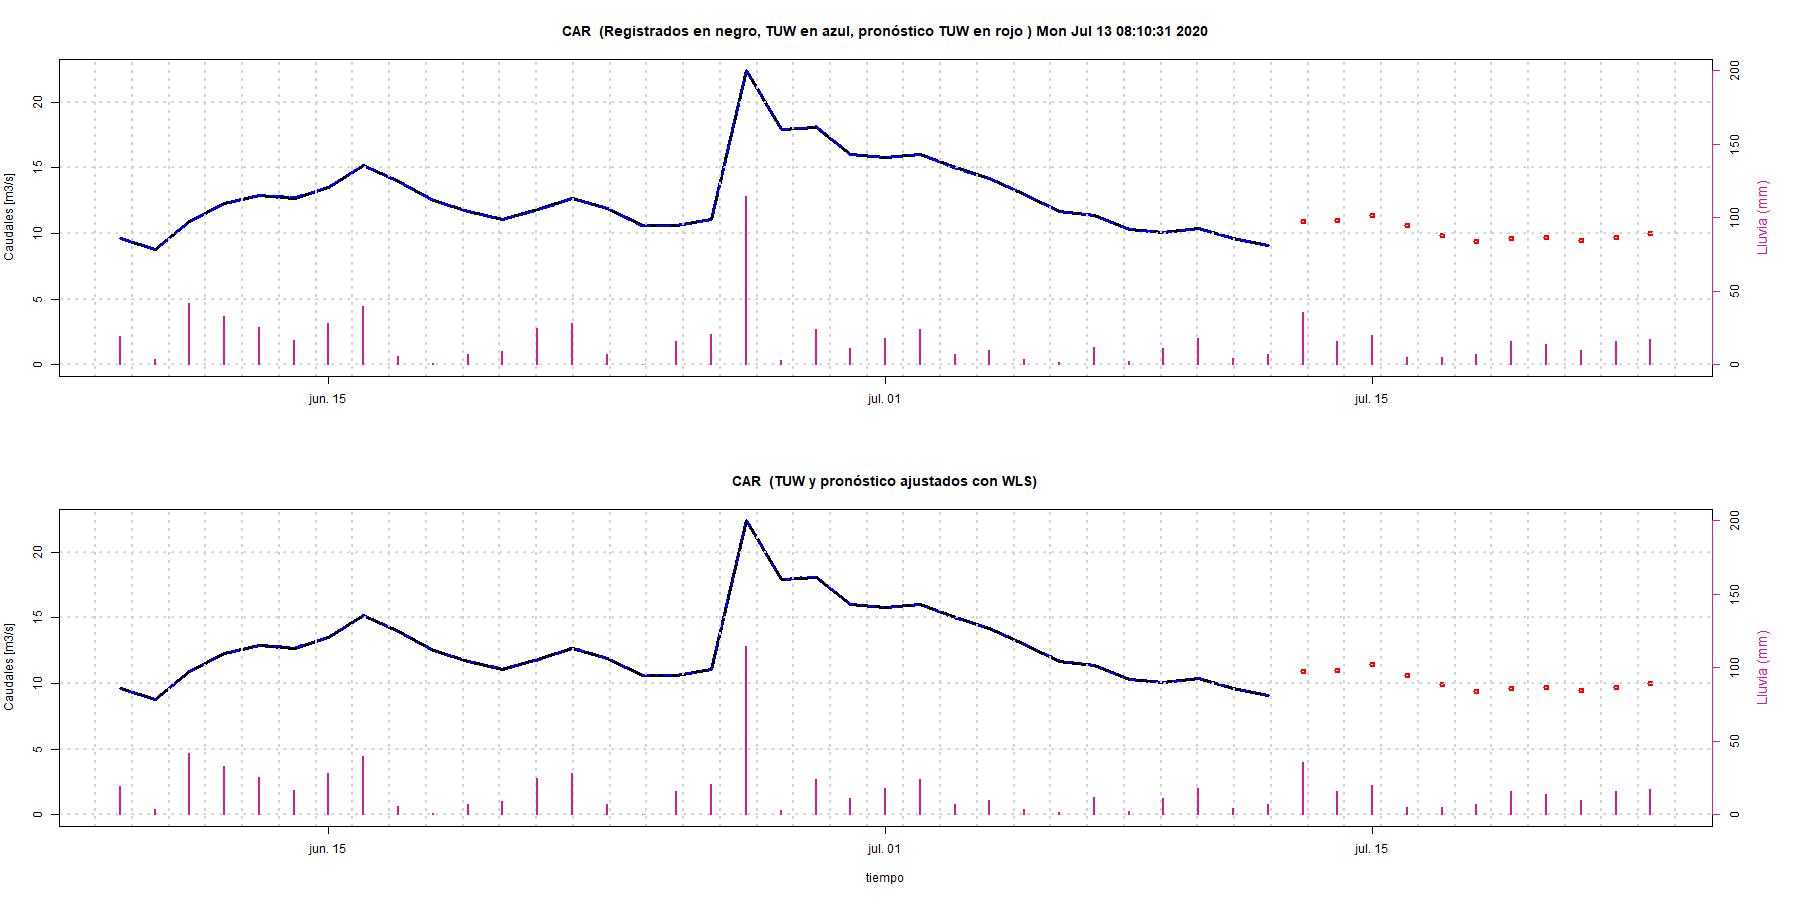 CAR  (Registrados en negro, TUW en azul, pronóstico TUW en rojo ) Mon Jul 13 08:10:31 2020
Caudales [m3/s]
20
15
10
5
0
200
150
100
50
0
Lluvia (mm)
jun. 15
jul. 01
jul. 15
CAR  (TUW y pronóstico ajustados con WLS)
Caudales [m3/s]
20
15
10
5
0
200
150
100
50
0
Lluvia (mm)
jun. 15
jul. 01
jul. 15
tiempo